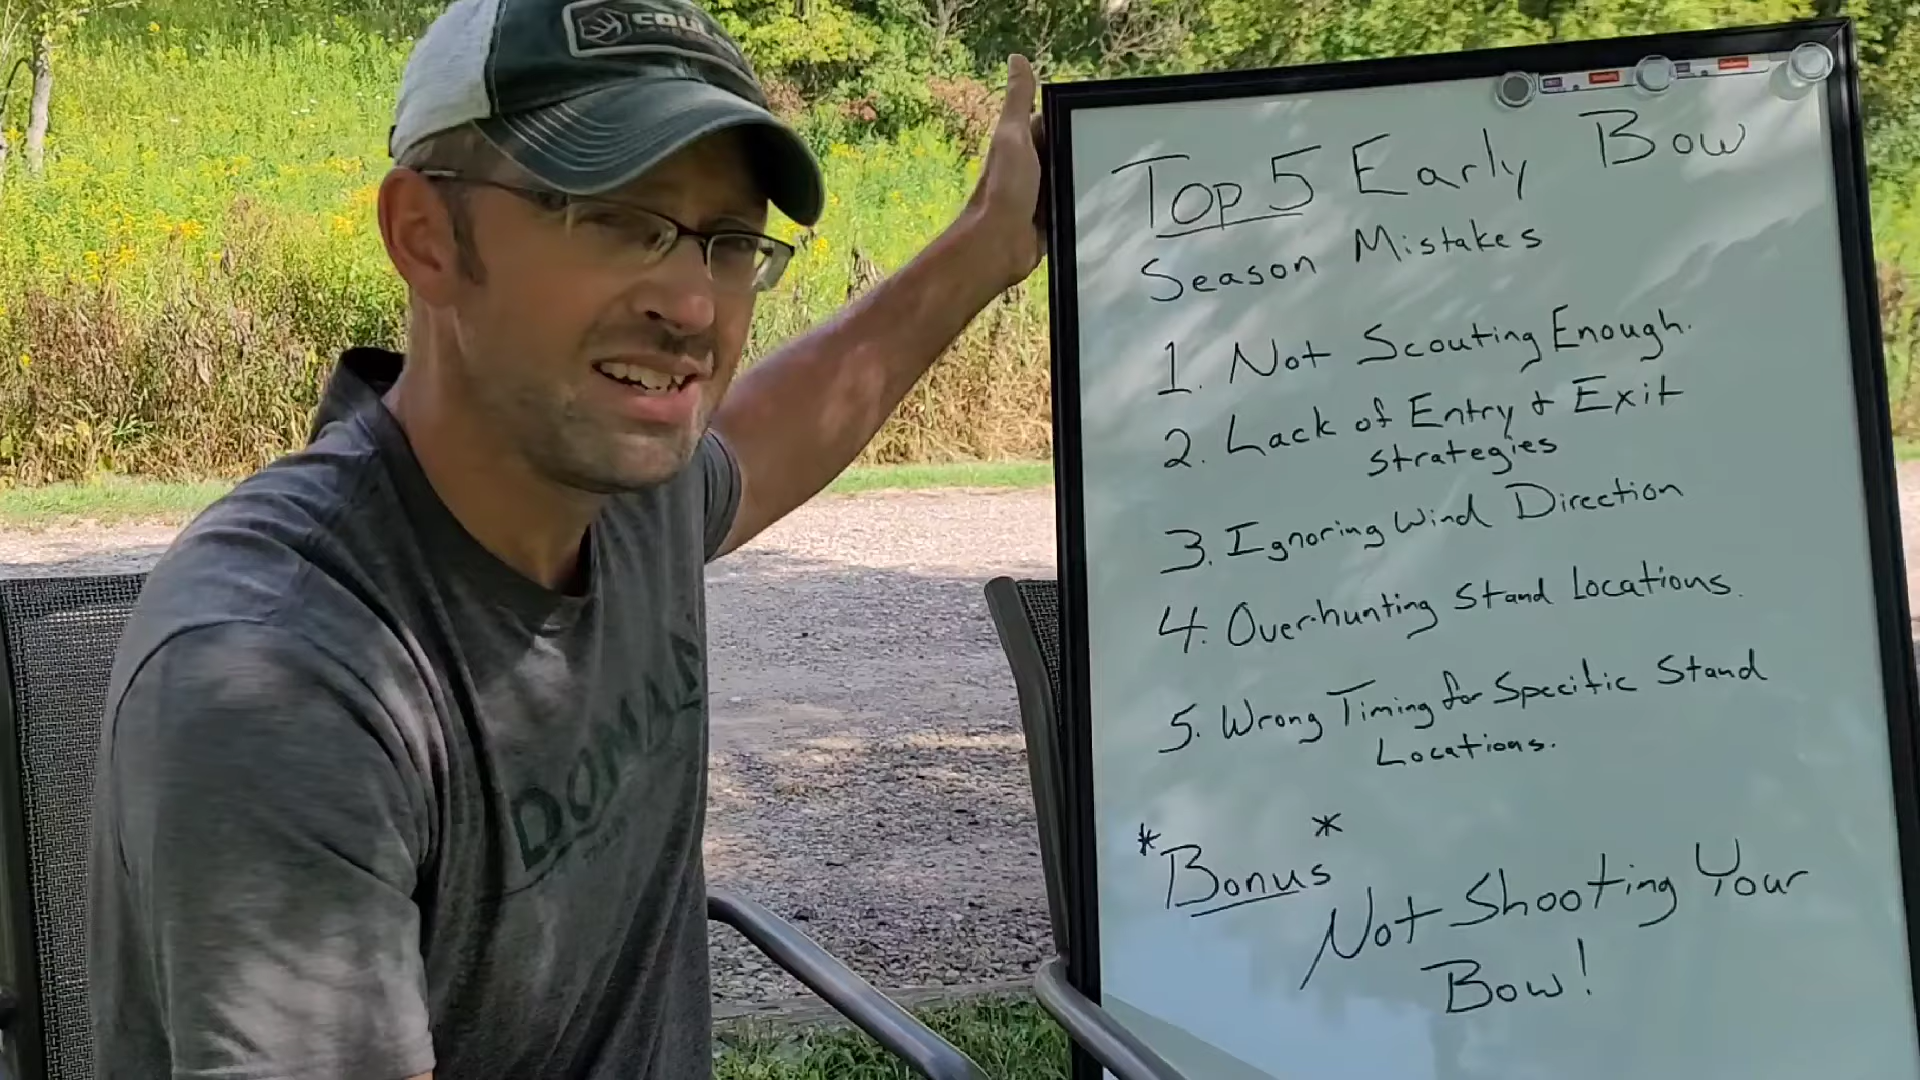 Top 5 Early Bow
Season Mistakes
1. Not Scouting Enough.
2. Lack of Entry & Exit
Strategies
3. Ignoring Wind Direction
4. Over-hunting Stand Locations.
5. Wrong Timing for Specific Stand
Locations.
*Bonus*
Not Shooting Your
Bow!